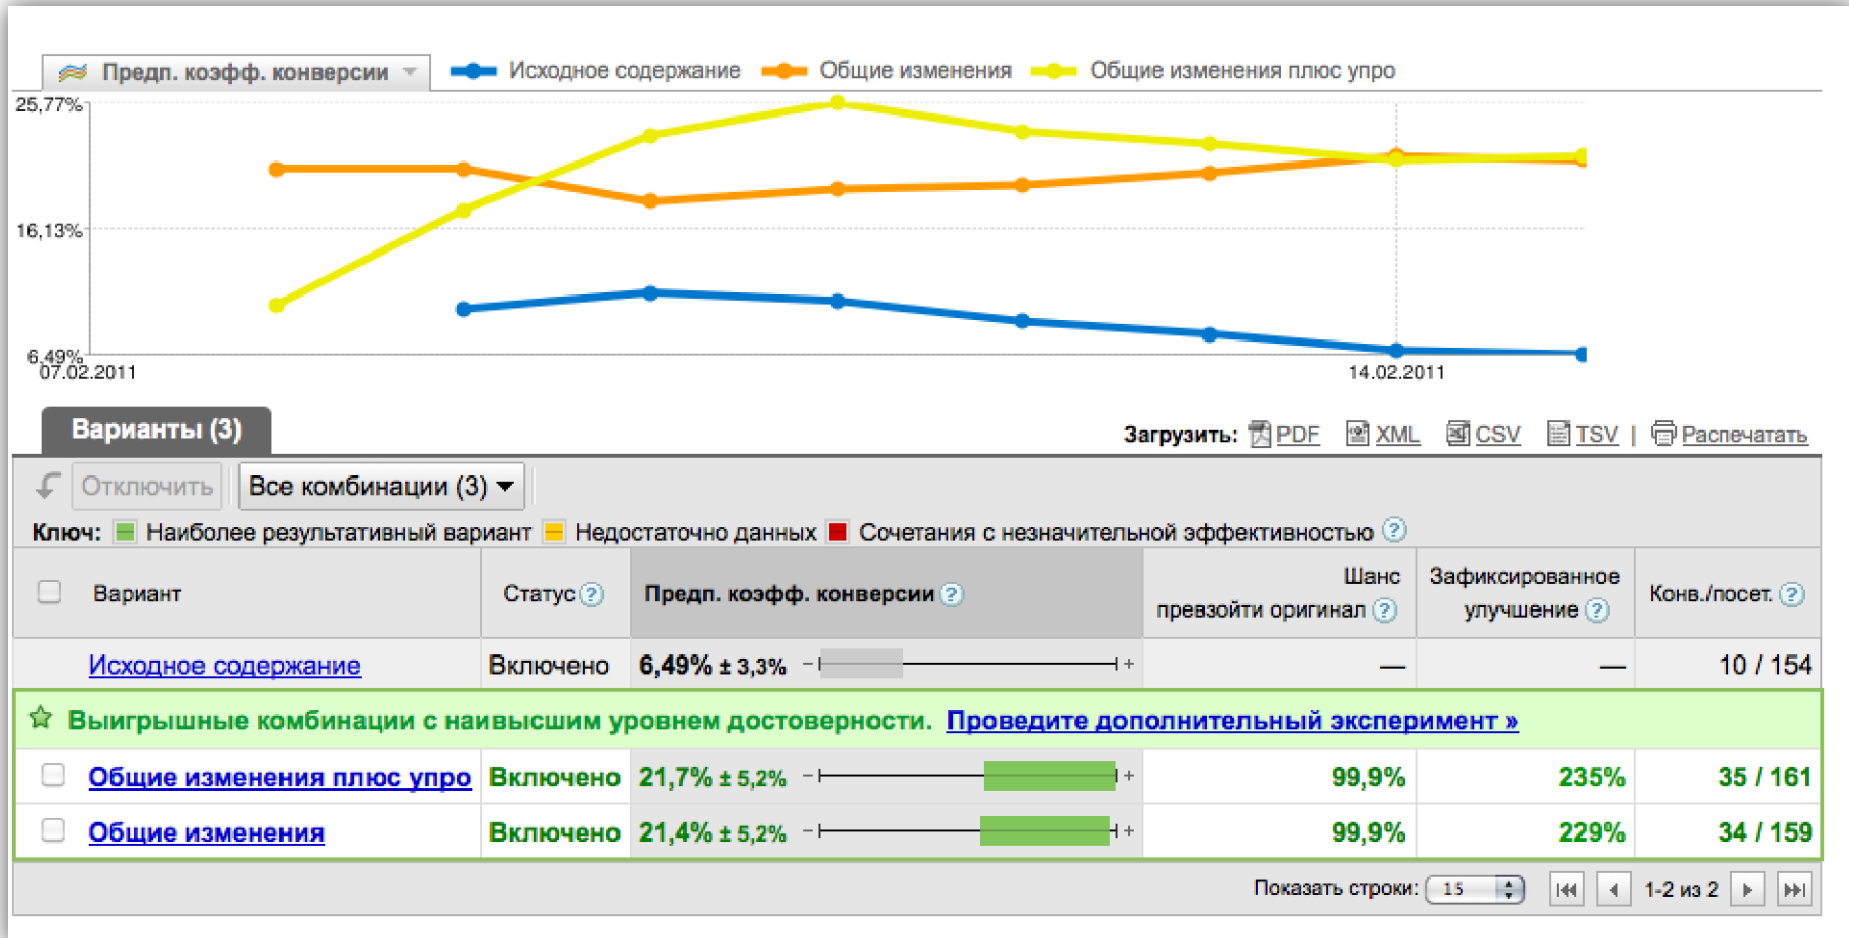 Предп. коэфф. конверсии Исходное содержание Общие изменения Общие изменения плюс упро
25,77%
16,13%
6,49%
07.02.2011 14.02.2011
Варианты (3) Загрузить: PDF XML CSV TSV | Распечатать
Отключить Все комбинации (3)
Ключ: Наиболее результативный вариант Недостаточно данных Сочетания с незначительной эффективностью ?
Вариант Статус ? Предп. коэфф. конверсии ? Шанс превзойти оригинал ? Зафиксированное улучшение ? Конв./посет. ?
Исходное содержание Включено 6,49% ± 3,3% – + — — 10 / 154
Выигрышные комбинации с наивысшим уровнем достоверности. Проведите дополнительный эксперимент »
Общие изменения плюс упро Включено 21,7% ± 5,2% – + 99,9% 235% 35 / 161
Общие изменения Включено 21,4% ± 5,2% – + 99,9% 229% 34 / 159
Показать строки: 15 1-2 из 2